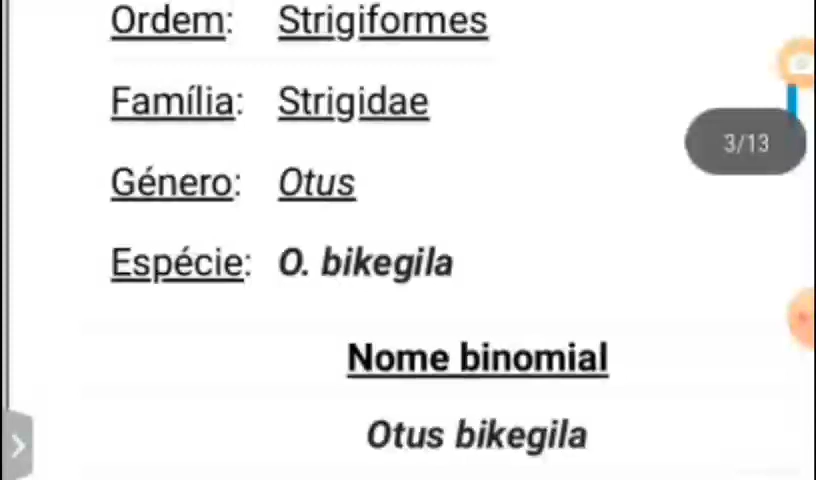 Ordem: Strigiformes
Família: Strigidae
Género: Otus
Espécie: O. bikegila
Nome binomial
Otus bikegila
3/13